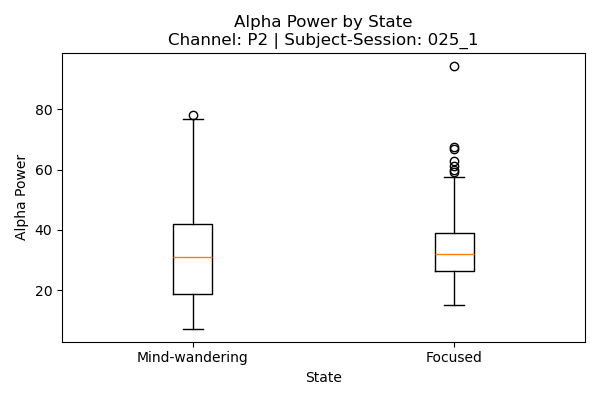 Alpha Power by State
Channel: P2 | Subject-Session: 025_1
Alpha Power
80
60
40
20
Mind-wandering Focused
State